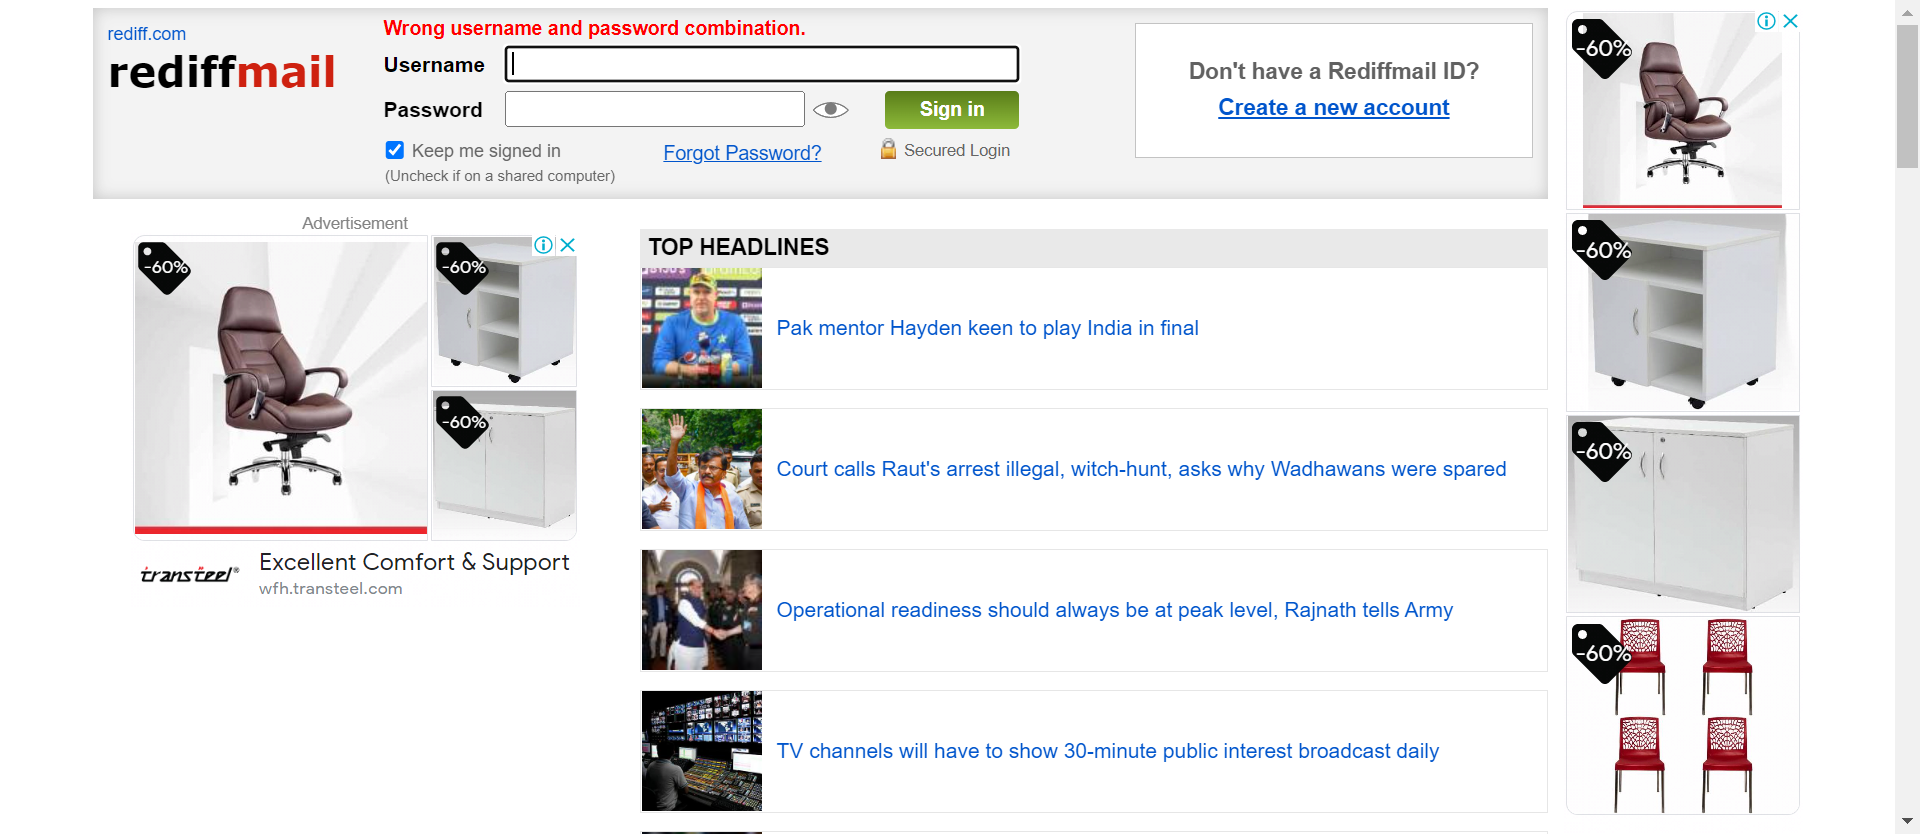 rediff.com
rediffmail
Wrong username and password combination.
Username
Password
Sign in
Keep me signed in
Forgot Password?
Secured Login
(Uncheck if on a shared computer)
Don't have a Rediffmail ID?
Create a new account
Advertisement
-60%
-60%
-60%
transteel®
Excellent Comfort & Support
wfh.transteel.com
TOP HEADLINES
Pak mentor Hayden keen to play India in final
Court calls Raut's arrest illegal, witch-hunt, asks why Wadhawans were spared
Operational readiness should always be at peak level, Rajnath tells Army
TV channels will have to show 30-minute public interest broadcast daily
-60%
-60%
-60%
-60%